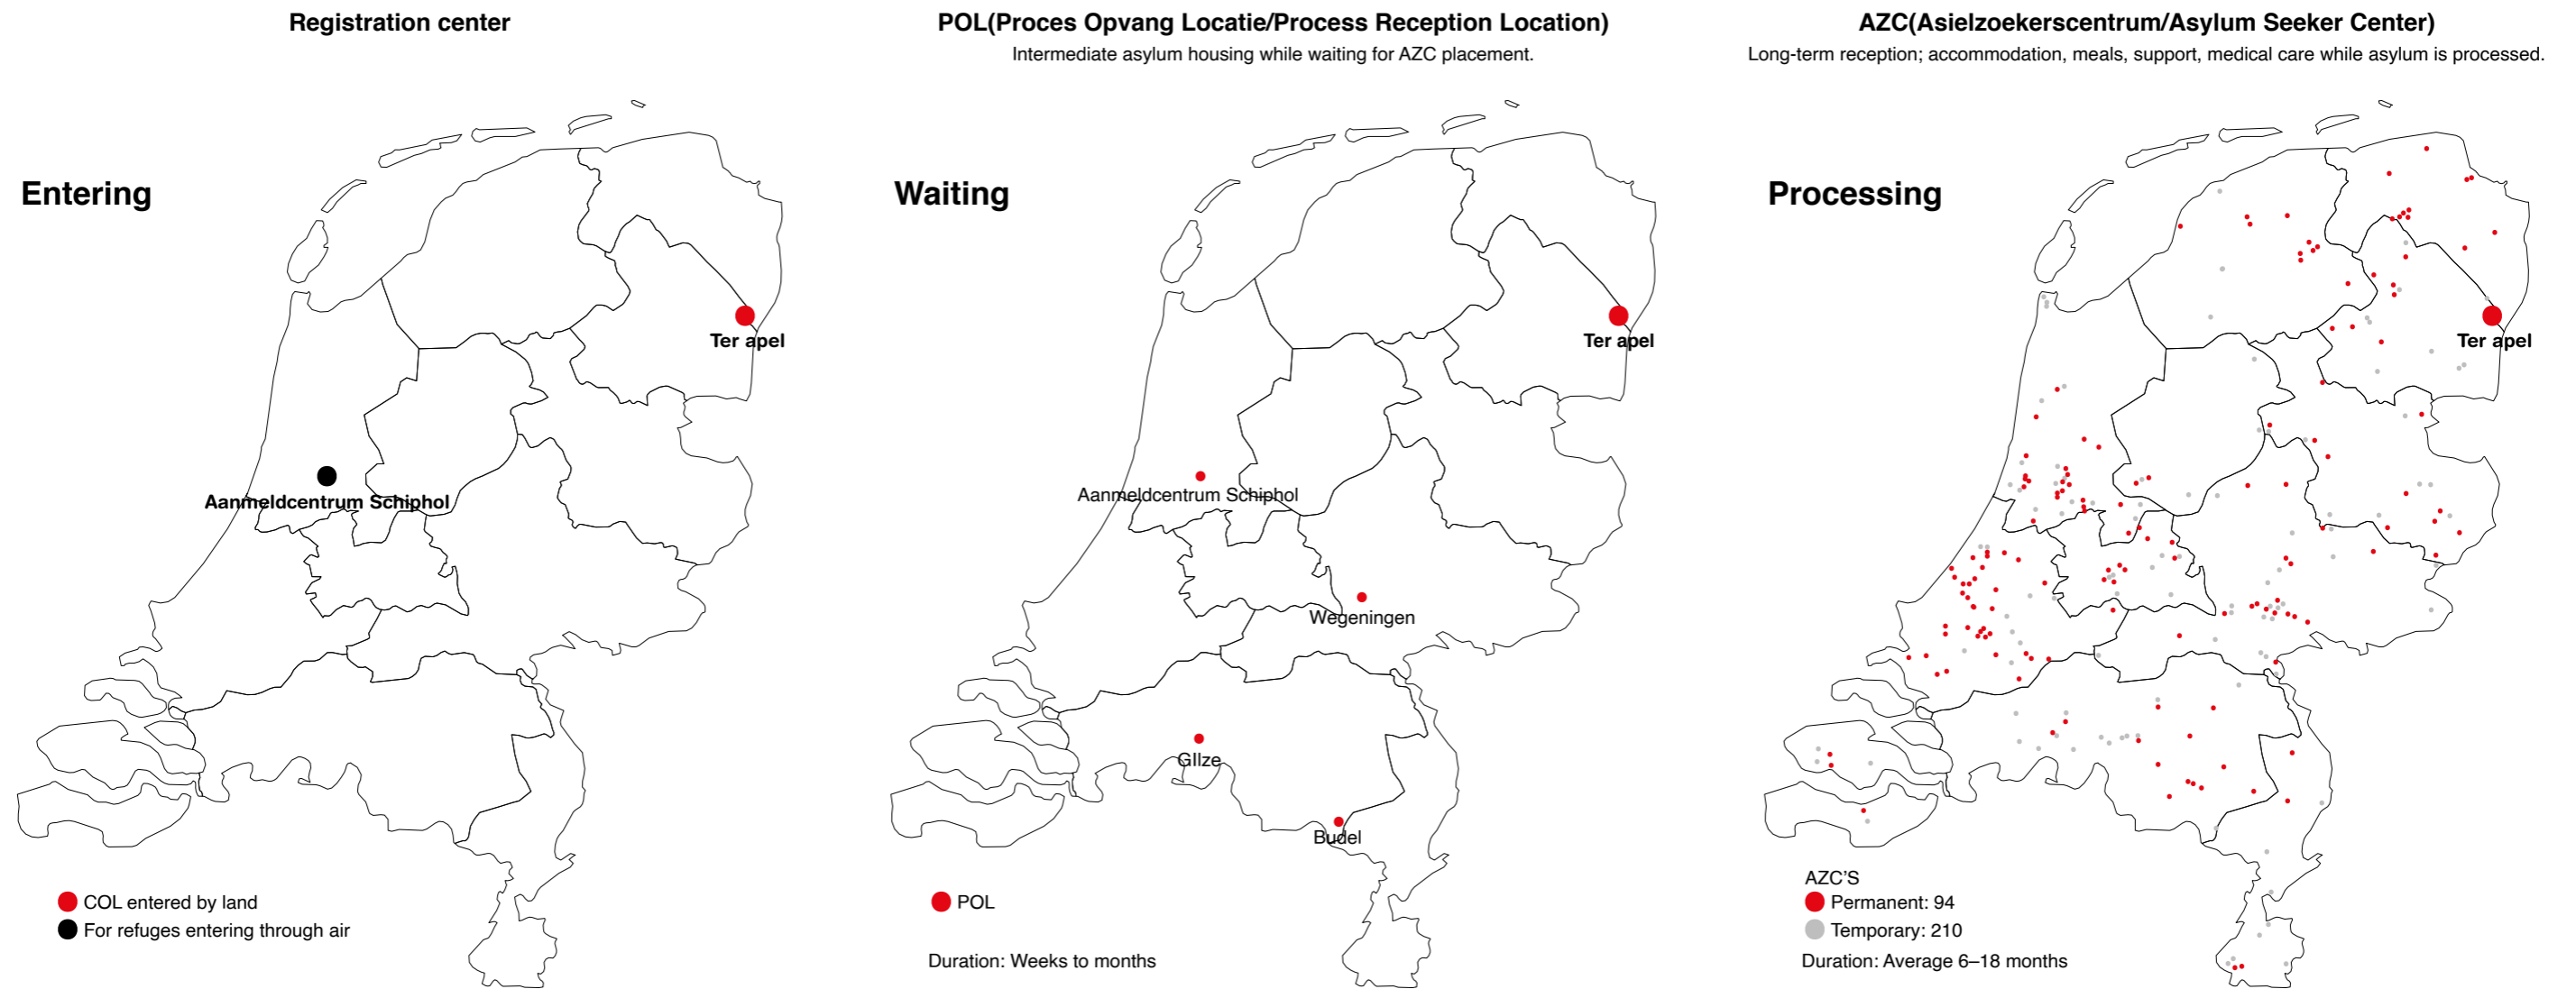 Registration center
Entering
Ter apel
Aanmeldcentrum Schiphol
COL entered by land
For refuges entering through air
POL(Proces Opvang Locatie/Process Reception Location)
Intermediate asylum housing while waiting for AZC placement.
Waiting
Ter apel
Aanmeldcentrum Schiphol
Wegeningen
GIlze
Budel
POL
Duration: Weeks to months
AZC(Asielzoekerscentrum/Asylum Seeker Center)
Long-term reception; accommodation, meals, support, medical care while asylum is processed.
Processing
Ter apel
AZC'S
Permanent: 94
Temporary: 210
Duration: Average 6–18 months